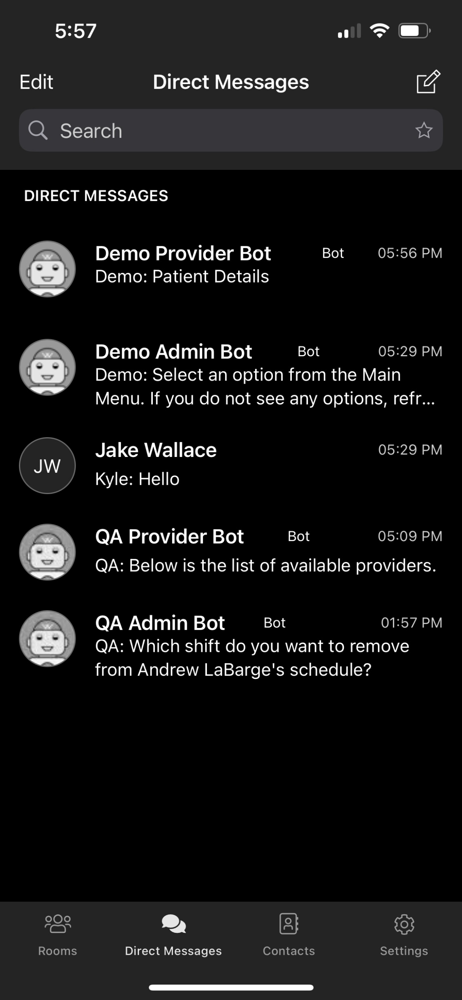 5:57
Edit
Direct Messages
Search
DIRECT MESSAGES
Demo Provider Bot Bot 05:56 PM
Demo: Patient Details
Demo Admin Bot Bot 05:29 PM
Demo: Select an option from the Main
Menu. If you do not see any options, refr...
JW
Jake Wallace 05:29 PM
Kyle: Hello
QA Provider Bot Bot 05:09 PM
QA: Below is the list of available providers.
QA Admin Bot Bot 01:57 PM
QA: Which shift do you want to remove
from Andrew LaBarge's schedule?
Rooms
Direct Messages
Contacts
Settings